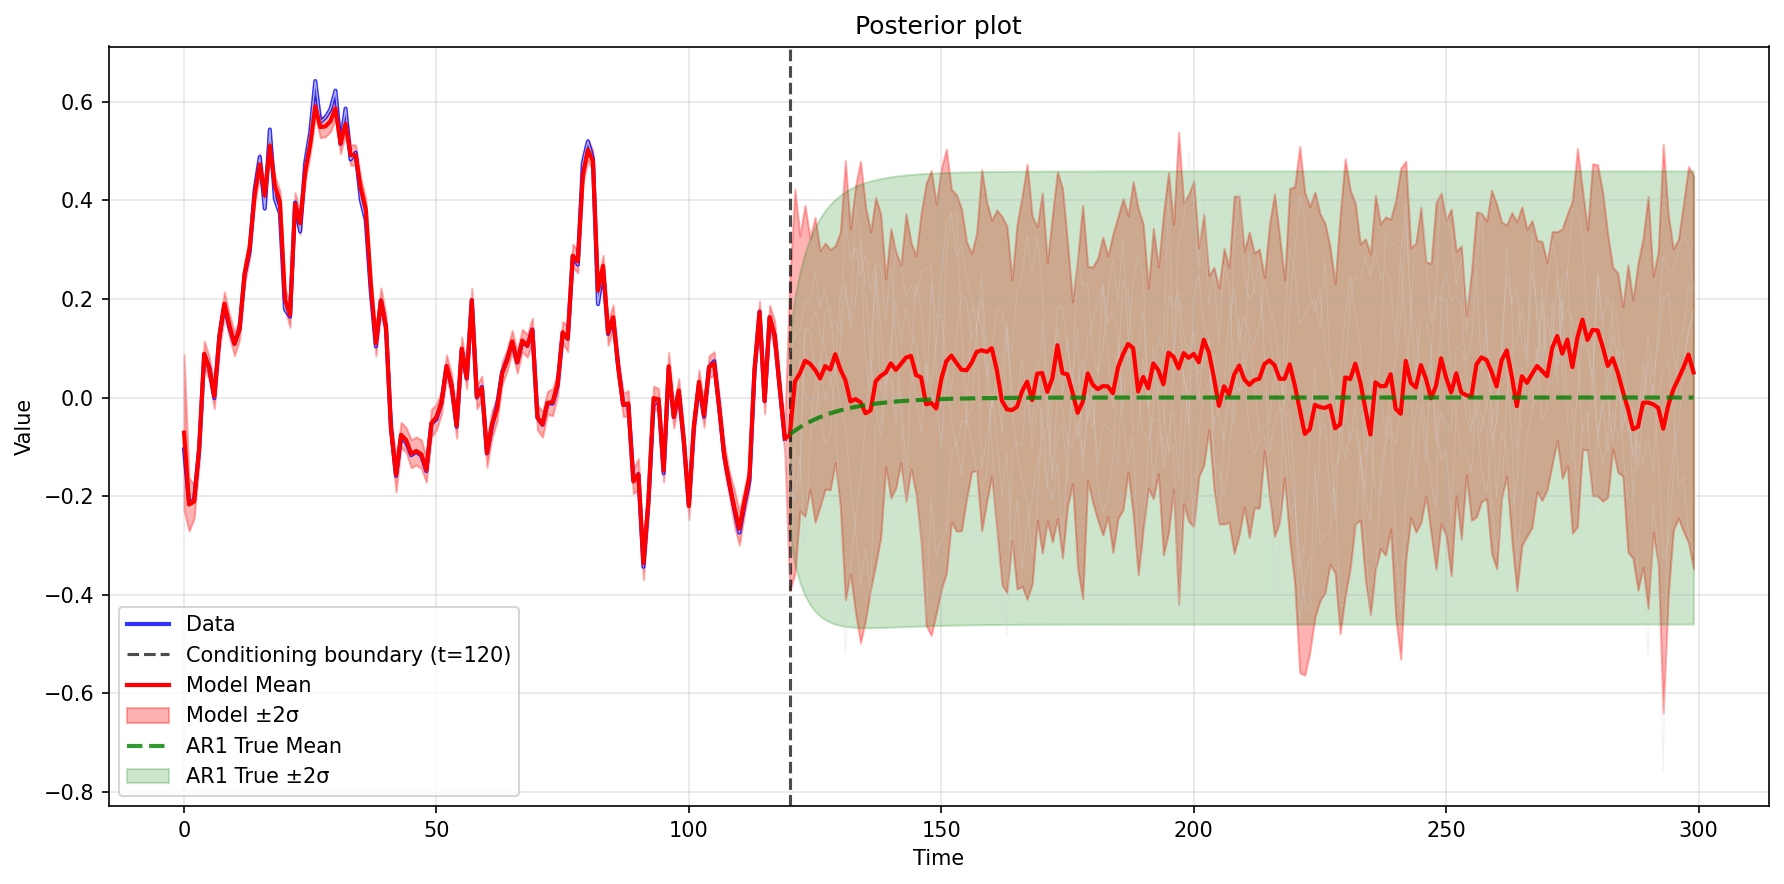 Posterior plot
Value
0.6
0.4
0.2
0.0
−0.2
−0.4
−0.6
−0.8
Data
Conditioning boundary (t=120)
Model Mean
Model ±2σ
AR1 True Mean
AR1 True ±2σ
0 50 100 150 200 250 300
Time